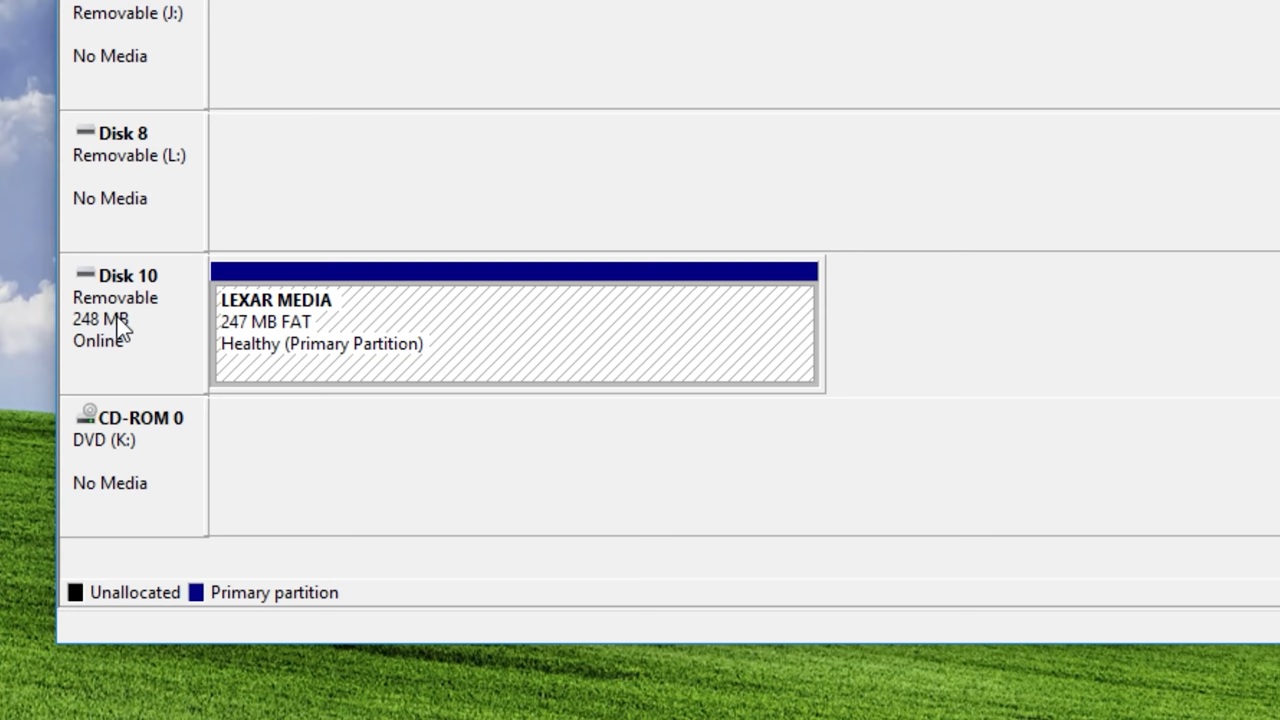 Removable (J:)
No Media
Disk 8
Removable (L:)
No Media
Disk 10
Removable
248 MB
Online
LEXAR MEDIA
247 MB FAT
Healthy (Primary Partition)
CD-ROM 0
DVD (K:)
No Media
Unallocated Primary partition